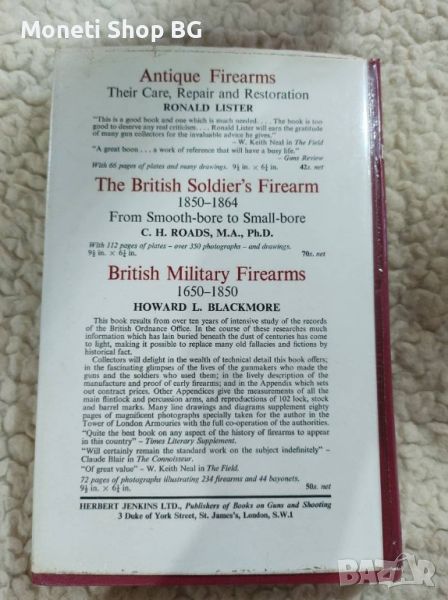 Moneti Shop BG
Antique Firearms
Their Care, Repair and Restoration
RONALD LISTER
"This is a good book and one which is much needed. . . . The book is too
good to deserve any real criticism. . . . Ronald Lister will earn the gratitude
of many gun collectors for the invaluable advice he gives."
– W. Keith Neal in The Field
"A great boon . . . a work of reference that will have a busy life."
– Guns Review
With 66 pages of plates and many drawings. 9½ in. × 6½ in. 42s. net
The British Soldier's Firearm
1850–1864
From Smooth-bore to Small-bore
C. H. ROADS, M.A., Ph.D.
With 112 pages of plates – over 350 photographs – and drawings.
9½ in. × 6¼ in. 70s. net
British Military Firearms
1650–1850
HOWARD L. BLACKMORE
This book results from over ten years of intensive study of the records
of the British Ordnance Office. In the course of these researches much
information which has lain buried beneath the dust of centuries has come
to light, making it possible to replace many old fallacies and fictions by
historical fact.
Collectors will delight in the wealth of technical detail this book offers;
in the fascinating glimpses of the lives of the gunmakers who made the
guns and the soldiers who used them; in the lively description of the
manufacture and proof of early firearms; and in the Appendix which sets
out contract prices. Other Appendices give the measurements of all the
main flintlock and percussion arms, and reproductions of 102 lock, stock
and barrel marks. Many line drawings and diagrams supplement eighty
pages of magnificent photographs specially taken for the author in the
Tower of London Armouries with the full co-operation of the authorities.
"Quite the best book on any aspect of the history of firearms to appear
in this country" – Times Literary Supplement.
"Will certainly remain the standard work on the subject indefinitely" –
Claude Blair in The Connoisseur.
"Of great value" – W. Keith Neal in The Field.
72 pages of photographs illustrating 234 firearms and 44 bayonets.
9½ in. × 6½ in. 50s. net
HERBERT JENKINS LTD., Publishers of Books on Guns and Shooting
3 Duke of York Street, St. James's, London, S.W.1
BAZAR